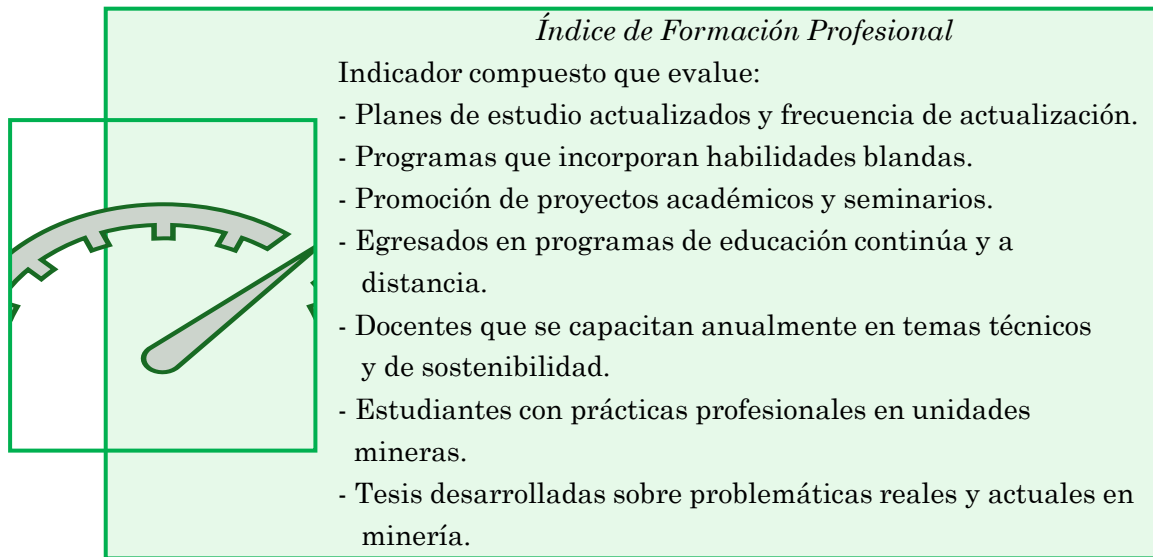 Índice de Formación Profesional
Indicador compuesto que evalue:
- Planes de estudio actualizados y frecuencia de actualización.
- Programas que incorporan habilidades blandas.
- Promoción de proyectos académicos y seminarios.
- Egresados en programas de educación continúa y a
distancia.
- Docentes que se capacitan anualmente en temas técnicos
y de sostenibilidad.
- Estudiantes con prácticas profesionales en unidades
mineras.
- Tesis desarrolladas sobre problemáticas reales y actuales en
minería.